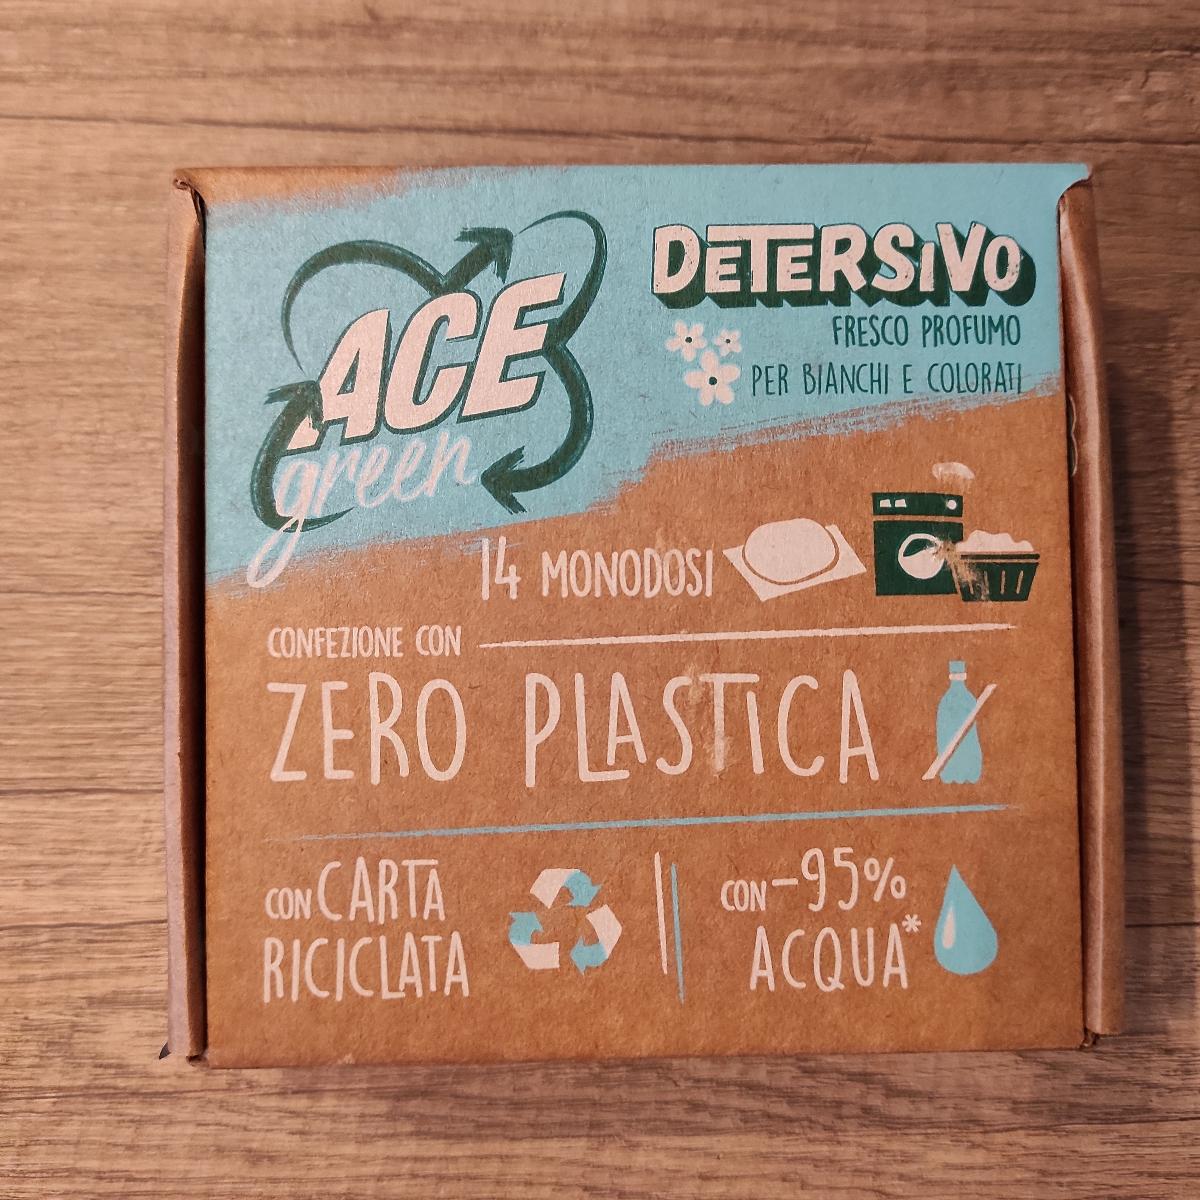 ACE
green
DETERSIVO
FRESCO PROFUMO
PER BIANCHI E COLORATI
14 MONODOSI
CONFEZIONE CON
ZERO PLASTICA
CON CARTA
RICICLATA
CON -95%
ACQUA*